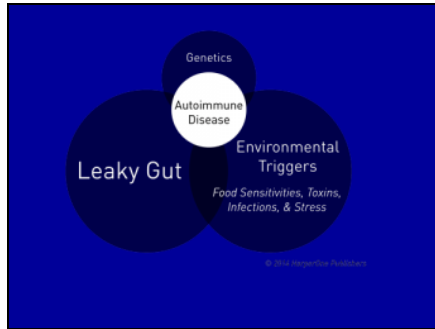 Genetics
Autoimmune
Disease
Leaky Gut
Environmental
Triggers
Food Sensitivities, Toxins,
Infections, & Stress
© 2014 HarperOne Publishers